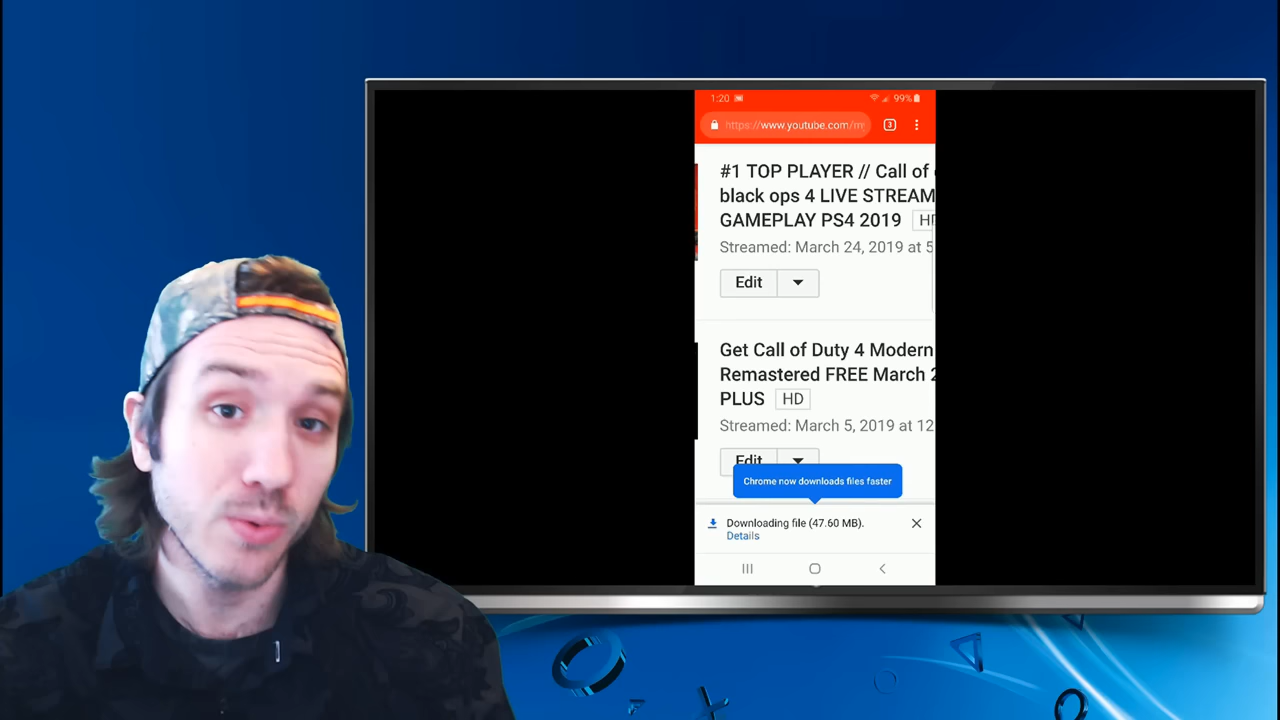 1:20 99%
https://www.youtube.com/my
3
#1 TOP PLAYER // Call of
black ops 4 LIVE STREAM
GAMEPLAY PS4 2019 HD
Streamed: March 24, 2019 at 5
Edit
Get Call of Duty 4 Modern
Remastered FREE March 2
PLUS HD
Streamed: March 5, 2019 at 12
Edit
Chrome now downloads files faster
Downloading file (47.60 MB).
Details